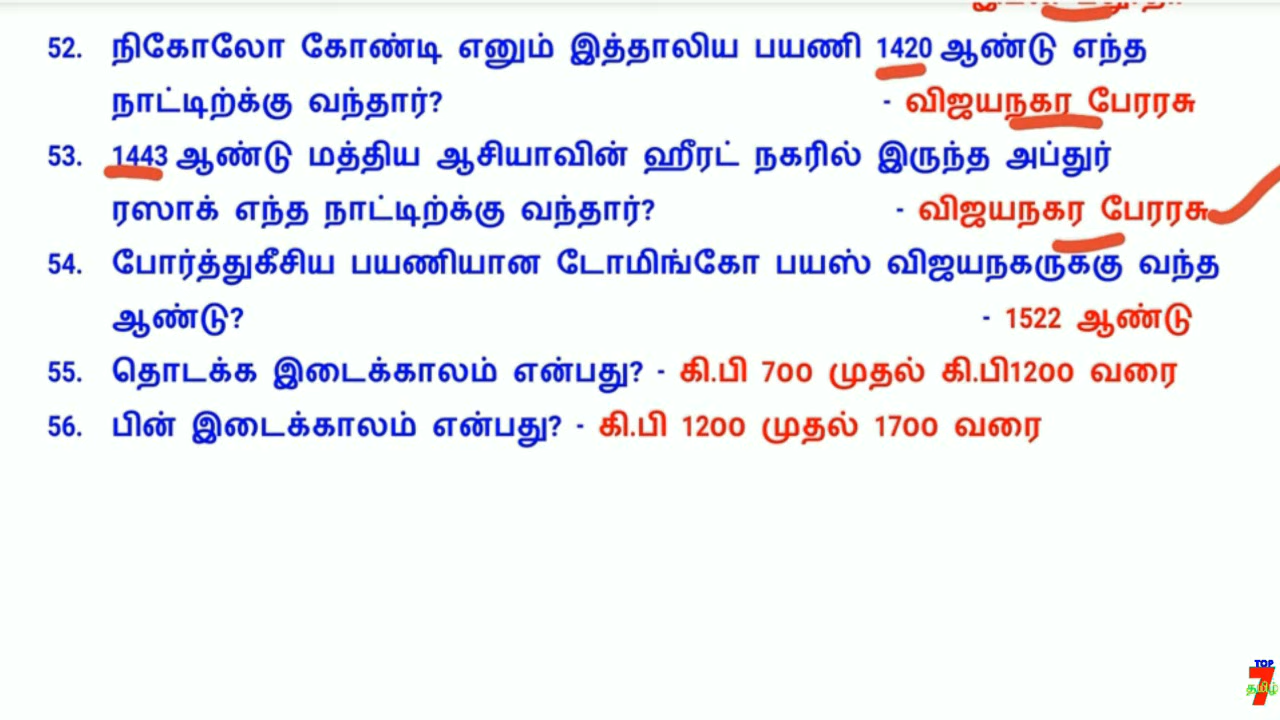 52. நிகோலோ கோண்டி எனும் இத்தாலிய பயணி 1420 ஆண்டு எந்த
நாட்டிற்க்கு வந்தார்? - விஜயநகர பேரரசு
53. 1443 ஆண்டு மத்திய ஆசியாவின் ஹீரட் நகரில் இருந்த அப்துர்
ரஸாக் எந்த நாட்டிற்க்கு வந்தார்? - விஜயநகர பேரரசு
54. போர்த்துகீசிய பயணியான டோமிங்கோ பயஸ் விஜயநகருக்கு வந்த
ஆண்டு? - 1522 ஆண்டு
55. தொடக்க இடைக்காலம் என்பது? - கி.பி 700 முதல் கி.பி1200 வரை
56. பின் இடைக்காலம் என்பது? - கி.பி 1200 முதல் 1700 வரை
TOP
7
தமிழ்